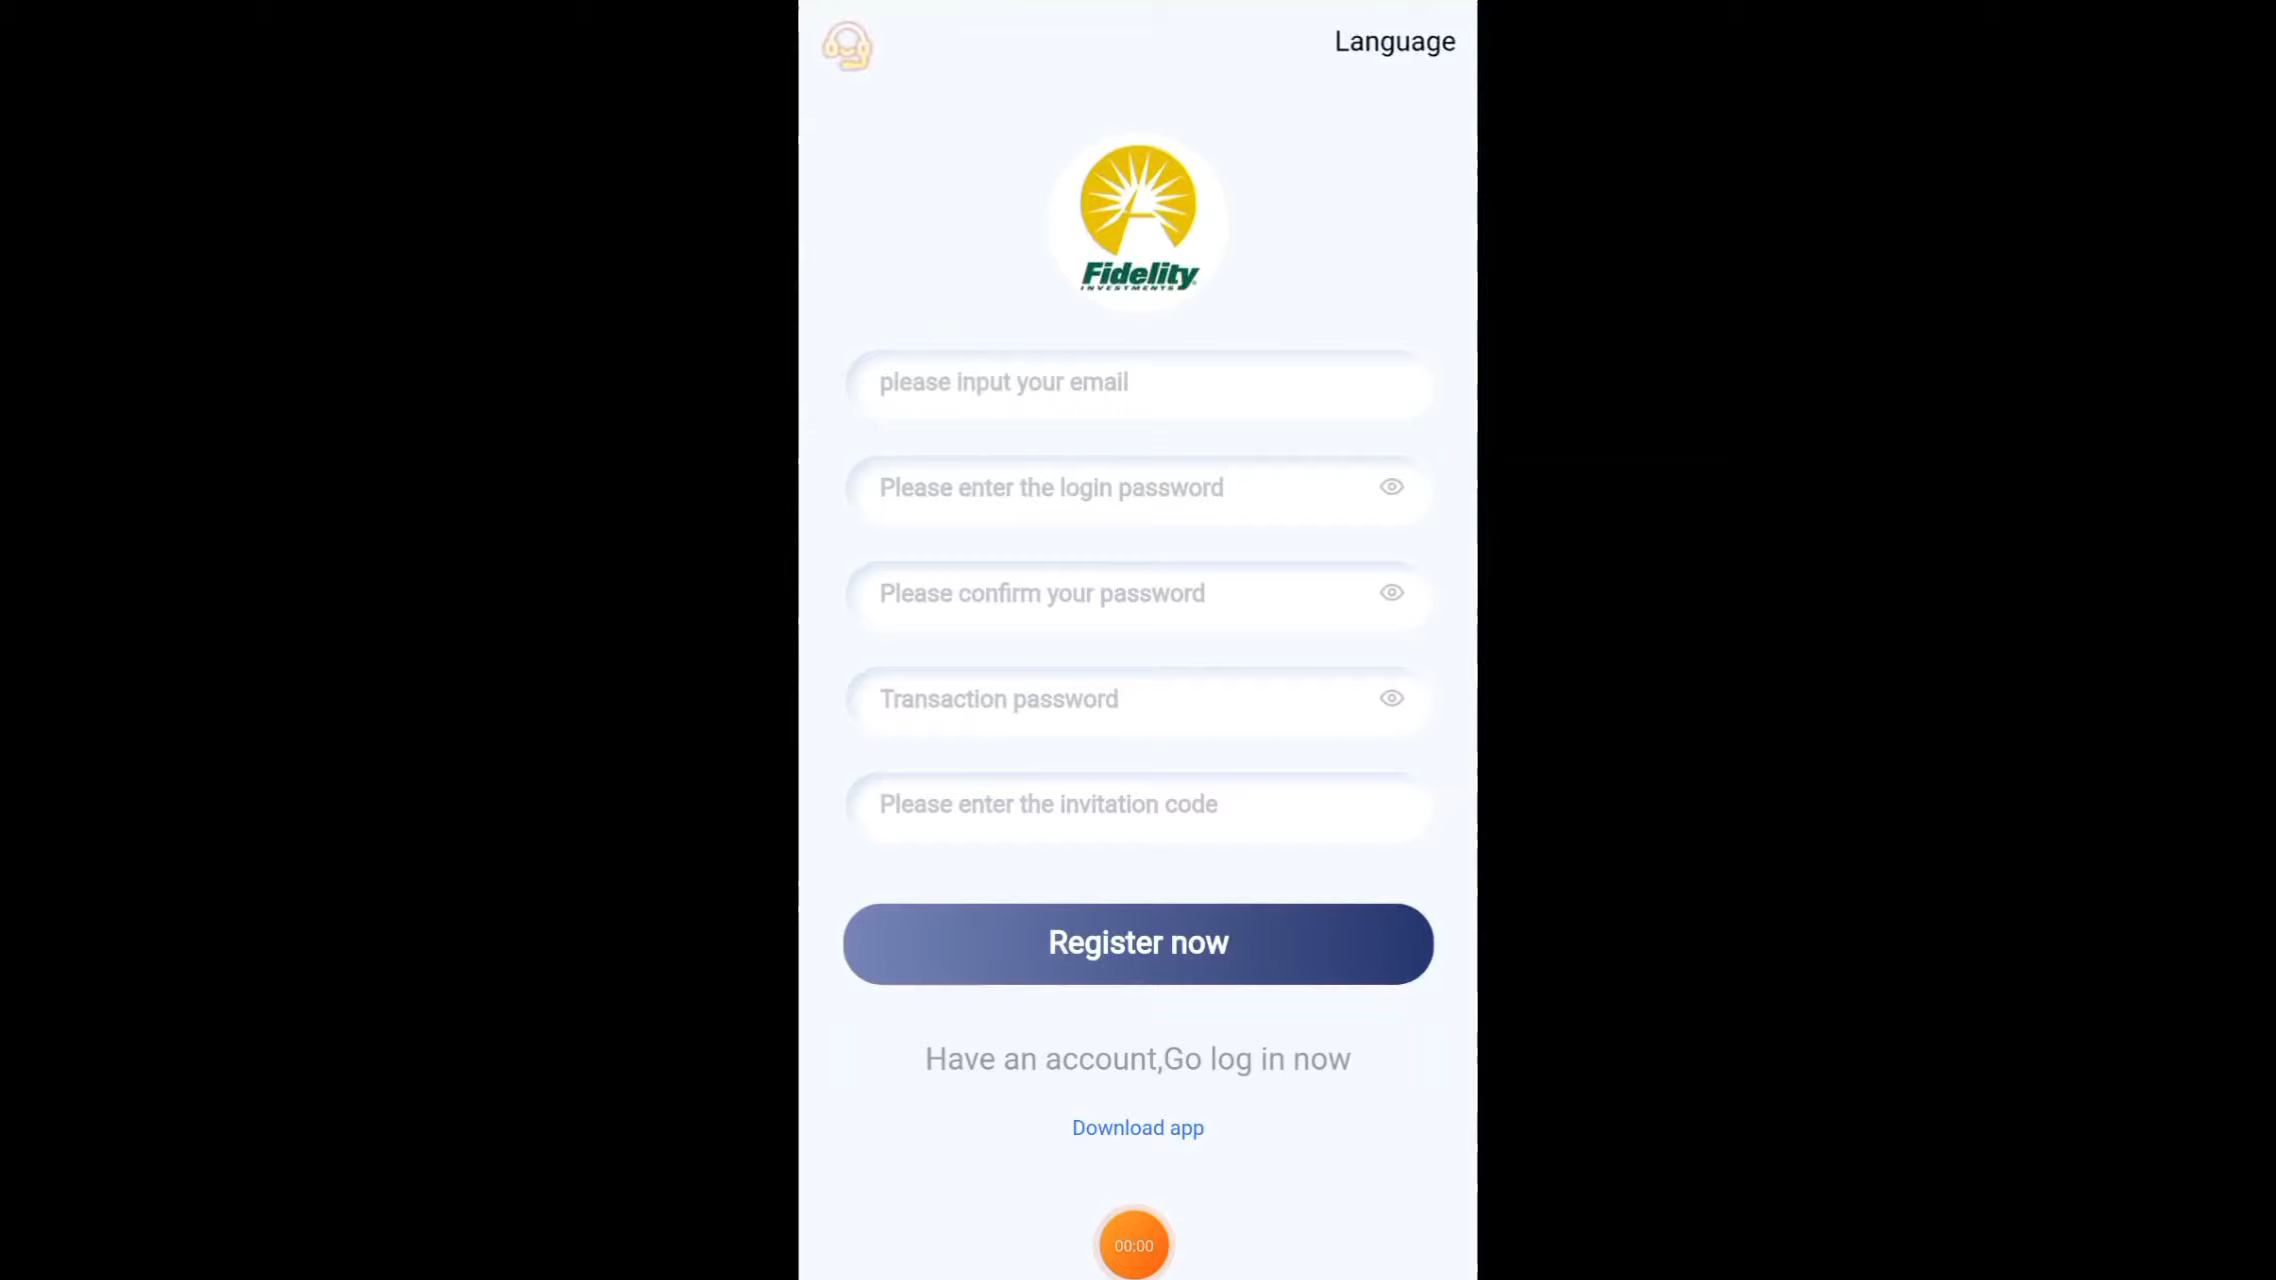 Language
Fidelity
INVESTMENTS
please input your email
Please enter the login password
Please confirm your password
Transaction password
Please enter the invitation code
Register now
Have an account,Go log in now
Download app
00:00